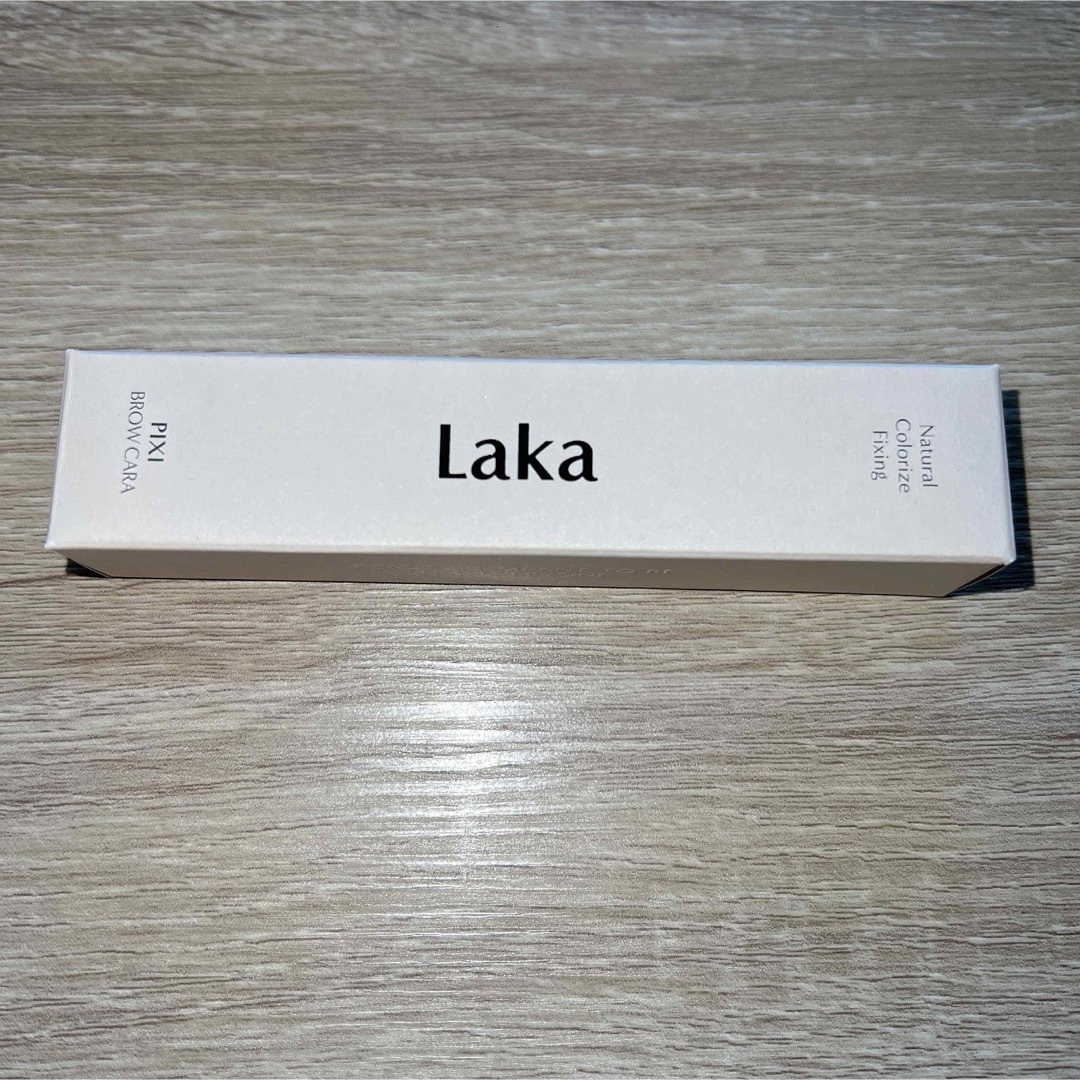 PIXI
BROW CARA
Laka
Natural
Colorize
Fixing